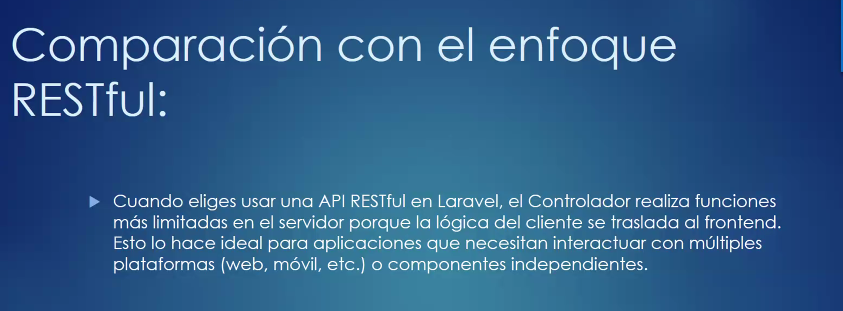 Comparación con el enfoque
RESTful:
Cuando eliges usar una API RESTful en Laravel, el Controlador realiza funciones
más limitadas en el servidor porque la lógica del cliente se traslada al frontend.
Esto lo hace ideal para aplicaciones que necesitan interactuar con múltiples
plataformas (web, móvil, etc.) o componentes independientes.